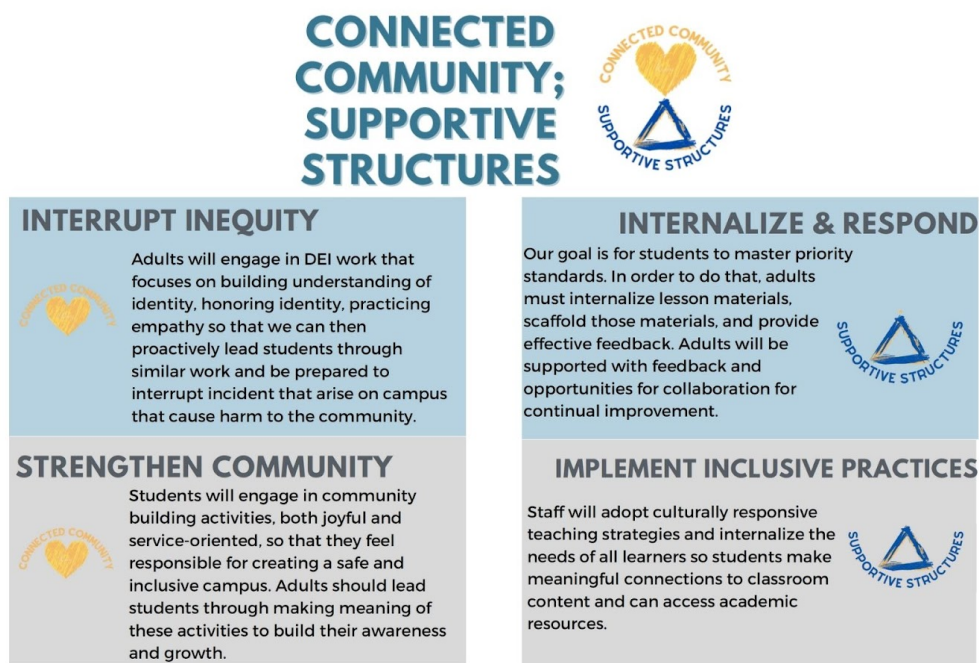 CONNECTED
COMMUNITY;
SUPPORTIVE
STRUCTURES
CONNECTED COMMUNITY
SUPPORTIVE STRUCTURES
INTERRUPT INEQUITY
CONNECTED COMMUNITY
Adults will engage in DEI work that
focuses on building understanding of
identity, honoring identity, practicing
empathy so that we can then
proactively lead students through
similar work and be prepared to
interrupt incident that arise on campus
that cause harm to the community.
INTERNALIZE & RESPOND
Our goal is for students to master priority
standards. In order to do that, adults
must internalize lesson materials,
scaffold those materials, and provide
effective feedback. Adults will be
supported with feedback and
opportunities for collaboration for
continual improvement.
SUPPORTIVE STRUCTURES
STRENGTHEN COMMUNITY
CONNECTED COMMUNITY
Students will engage in community
building activities, both joyful and
service-oriented, so that they feel
responsible for creating a safe and
inclusive campus. Adults should lead
students through making meaning of
these activities to build their awareness
and growth.
IMPLEMENT INCLUSIVE PRACTICES
Staff will adopt culturally responsive
teaching strategies and internalize the
needs of all learners so students make
meaningful connections to classroom
content and can access academic
resources.
SUPPORTIVE STRUCTURES